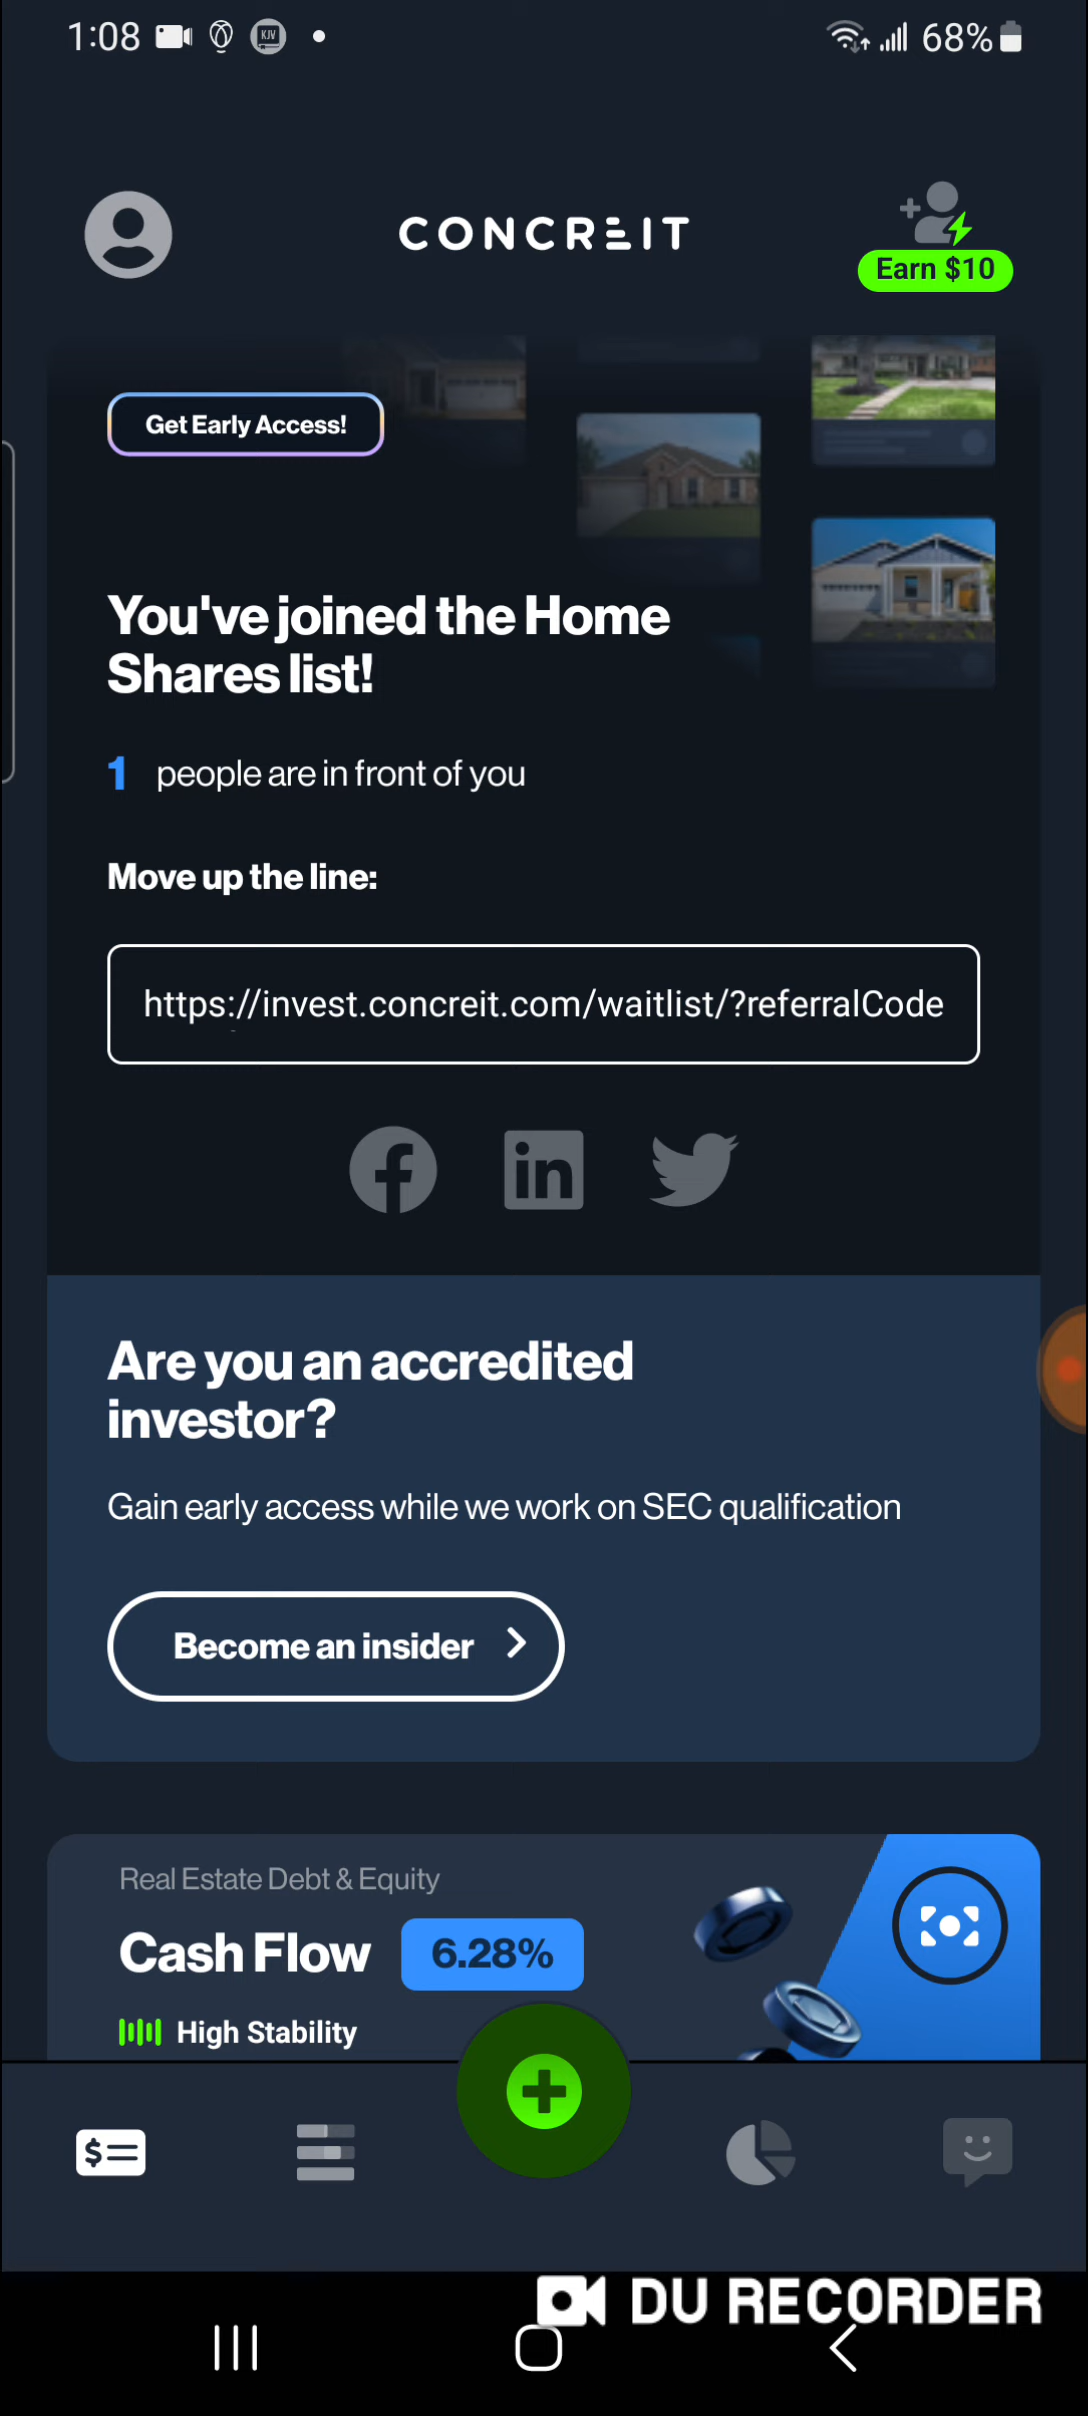 1:08
KJV
68%
CONCREIT
Earn $10
Get Early Access!
You've joined the Home
Shares list!
1 people are in front of you
Move up the line:
https://invest.concreit.com/waitlist/?referralCode
Are you an accredited
investor?
Gain early access while we work on SEC qualification
Become an insider
Real Estate Debt & Equity
Cash Flow 6.28%
High Stability
DU RECORDER